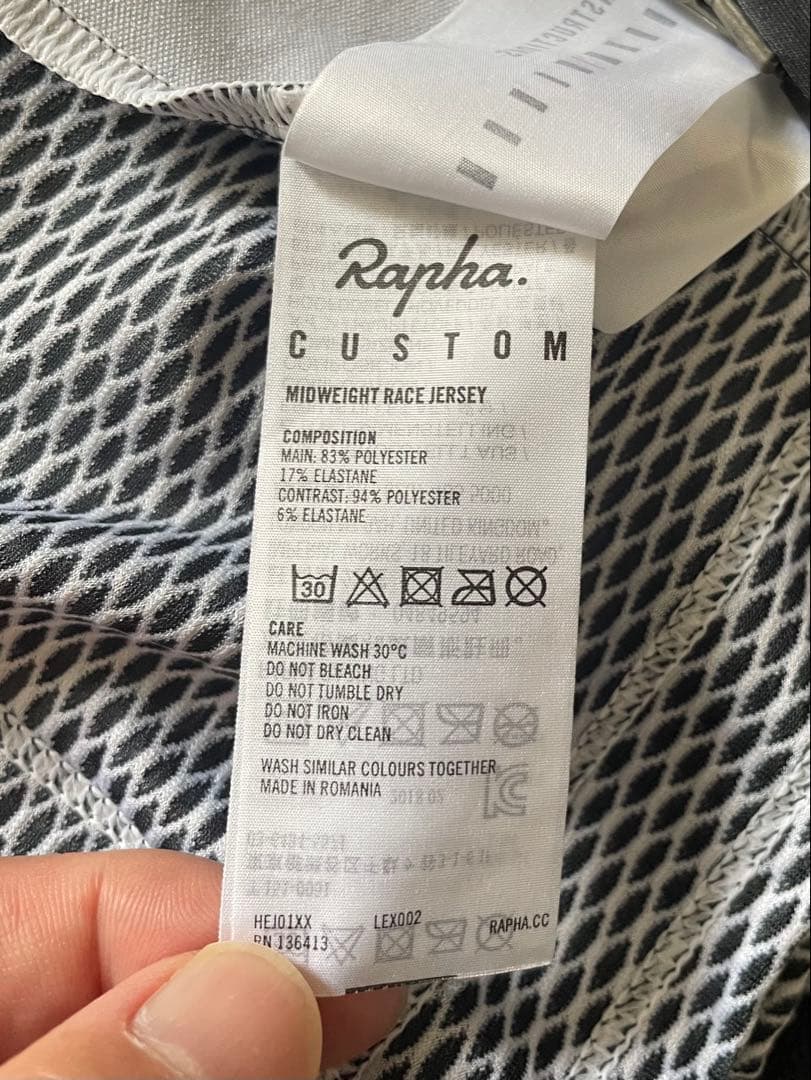 Rapha.
CUSTOM
MIDWEIGHT RACE JERSEY
COMPOSITION
MAIN: 83% POLYESTER
17% ELASTANE
CONTRAST: 94% POLYESTER
6% ELASTANE
30
CARE
MACHINE WASH 30°C
DO NOT BLEACH
DO NOT TUMBLE DRY
DO NOT IRON
DO NOT DRY CLEAN
WASH SIMILAR COLOURS TOGETHER
MADE IN ROMANIA
HEJ01XX LEX002 RAPHA.CC
RN 136413